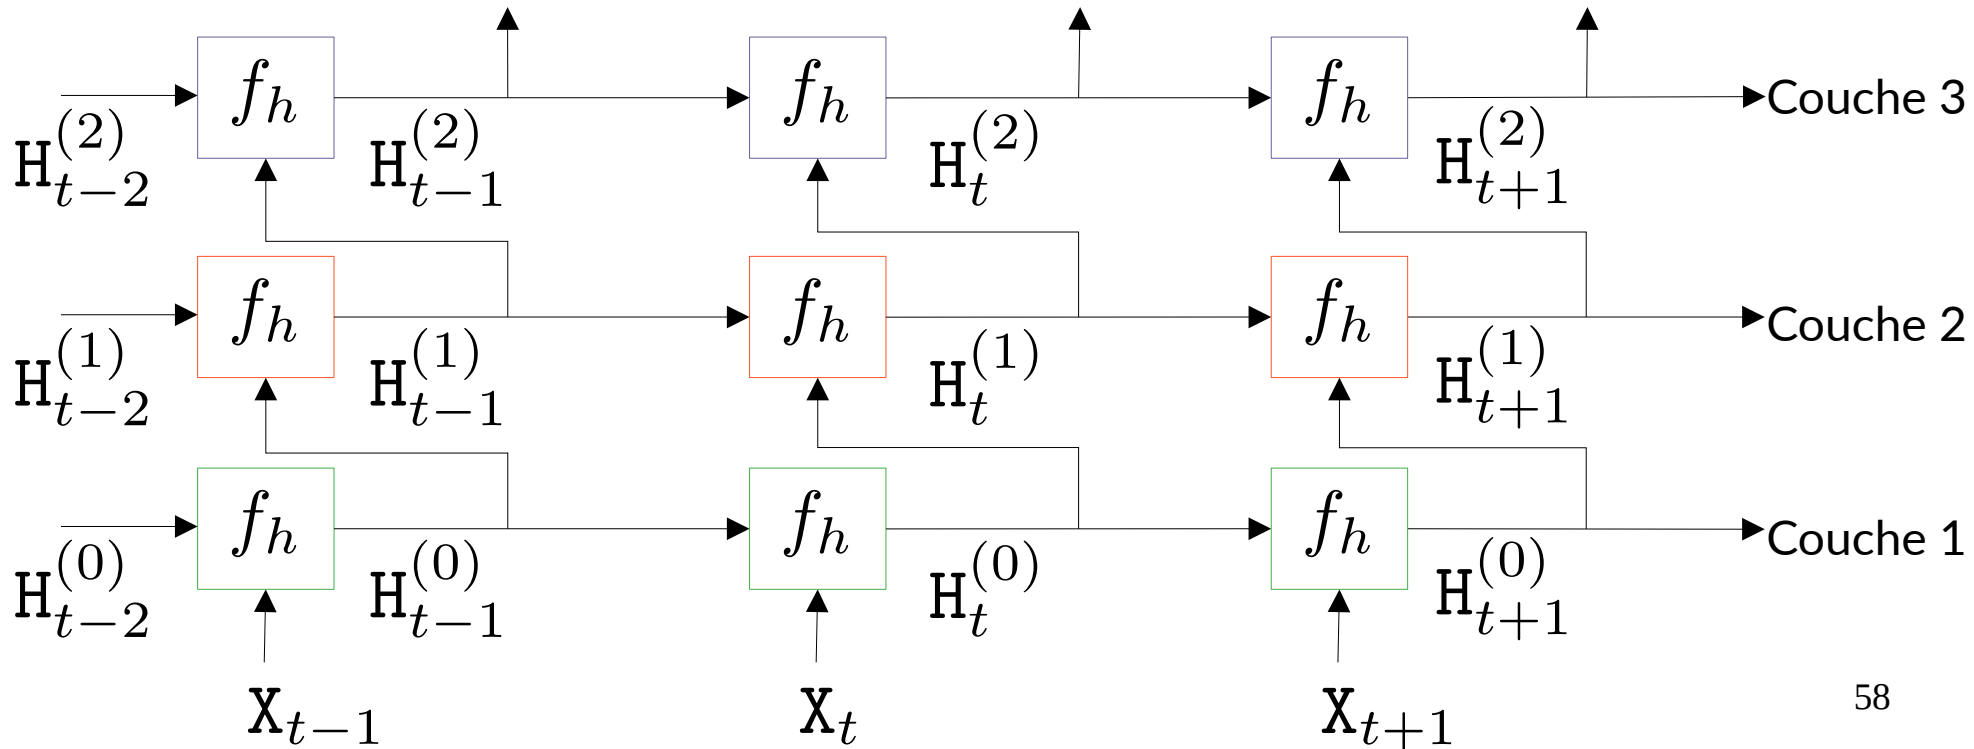 f_h f_h f_h Couche 3
H_{t-2}^{(2)} H_{t-1}^{(2)} H_t^{(2)} H_{t+1}^{(2)}
f_h f_h f_h Couche 2
H_{t-2}^{(1)} H_{t-1}^{(1)} H_t^{(1)} H_{t+1}^{(1)}
f_h f_h f_h Couche 1
H_{t-2}^{(0)} H_{t-1}^{(0)} H_t^{(0)} H_{t+1}^{(0)}
X_{t-1} X_t X_{t+1}
58